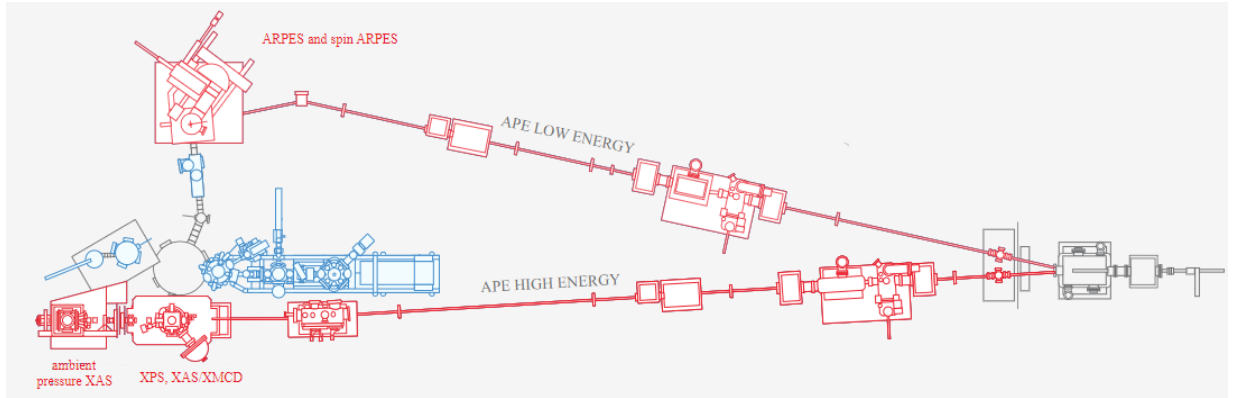 ARPES and spin ARPES
APE LOW ENERGY
APE HIGH ENERGY
ambient
pressure XAS
XPS, XAS/XMCD